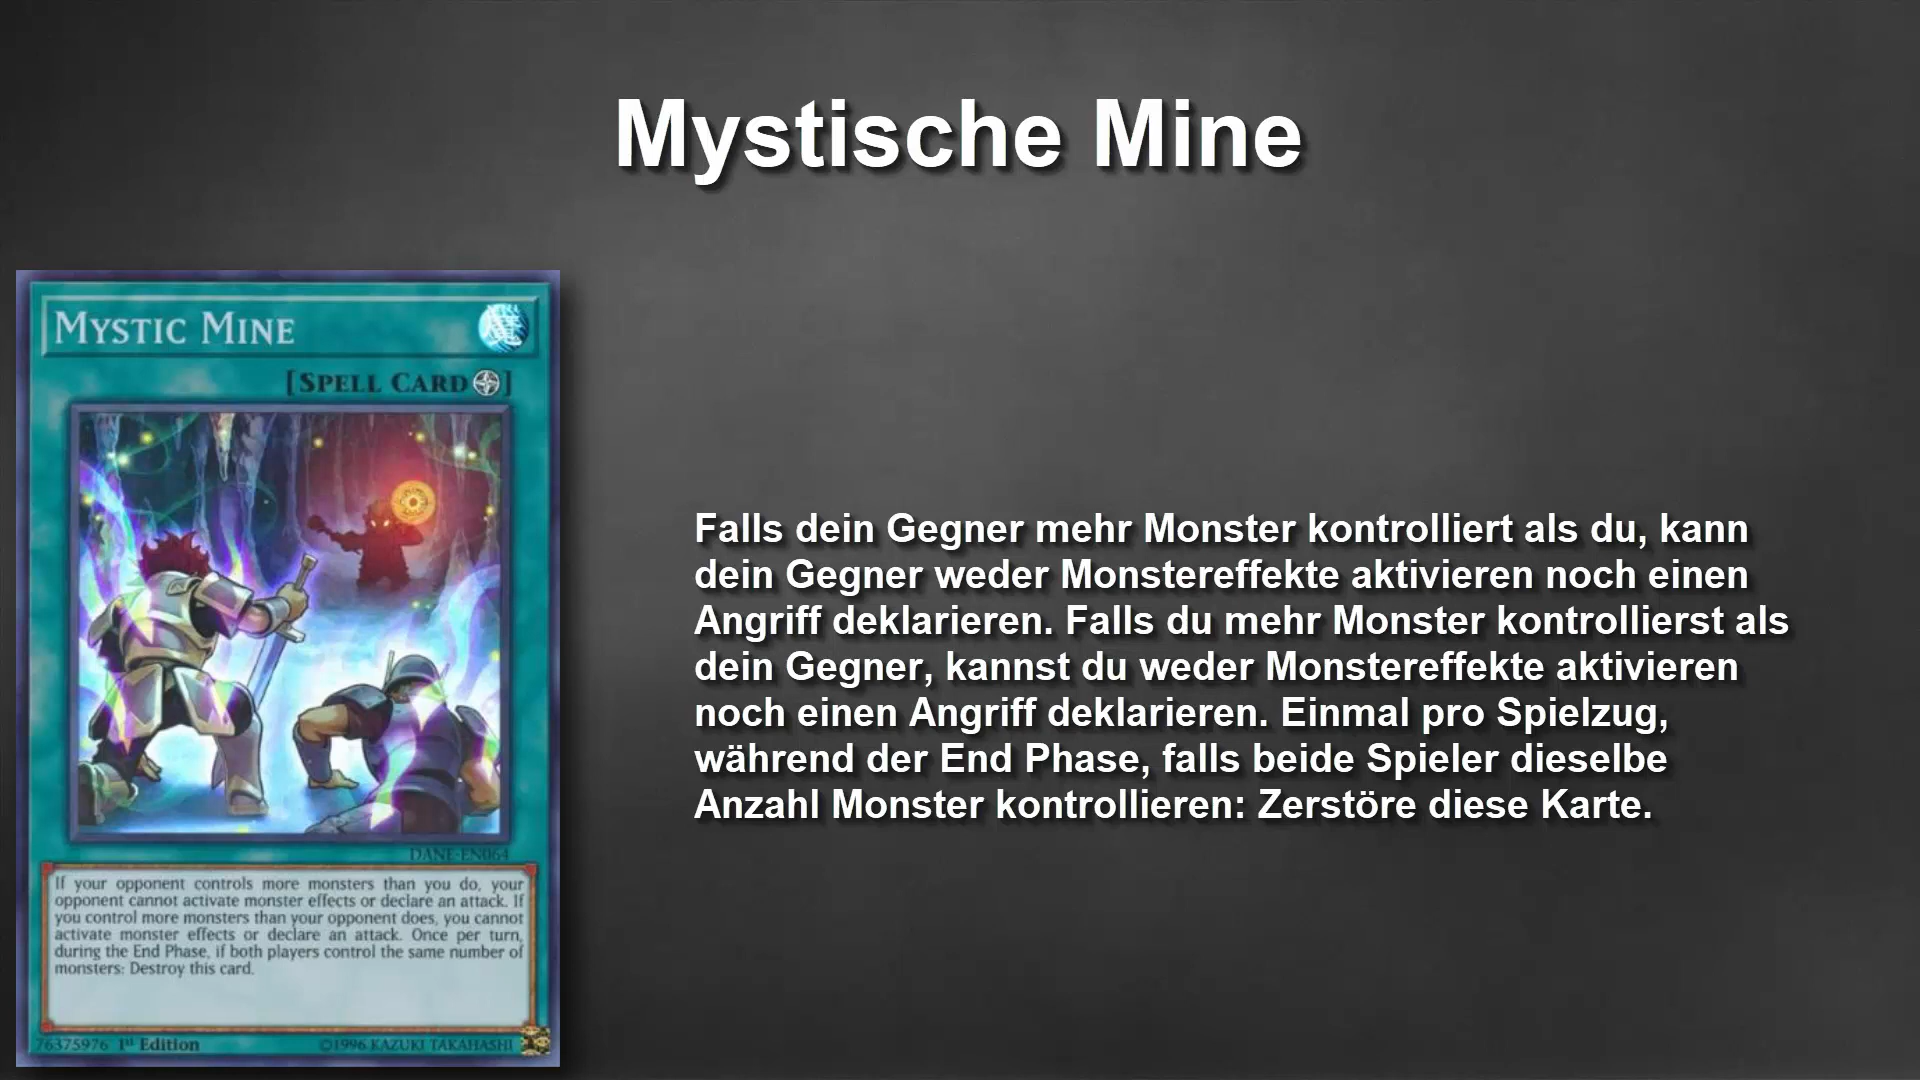 Mystische Mine
MYSTIC MINE
[SPELL CARD]
DANE-EN064
If your opponent controls more monsters than you do, your
opponent cannot activate monster effects or declare an attack. If
you control more monsters than your opponent does, you cannot
activate monster effects or declare an attack. Once per turn,
during the End Phase, if both players control the same number of
monsters: Destroy this card.
76375976 1st Edition
©1996 KAZUKI TAKAHASHI
Falls dein Gegner mehr Monster kontrolliert als du, kann
dein Gegner weder Monstereffekte aktivieren noch einen
Angriff deklarieren. Falls du mehr Monster kontrollierst als
dein Gegner, kannst du weder Monstereffekte aktivieren
noch einen Angriff deklarieren. Einmal pro Spielzug,
während der End Phase, falls beide Spieler dieselbe
Anzahl Monster kontrollieren: Zerstöre diese Karte.